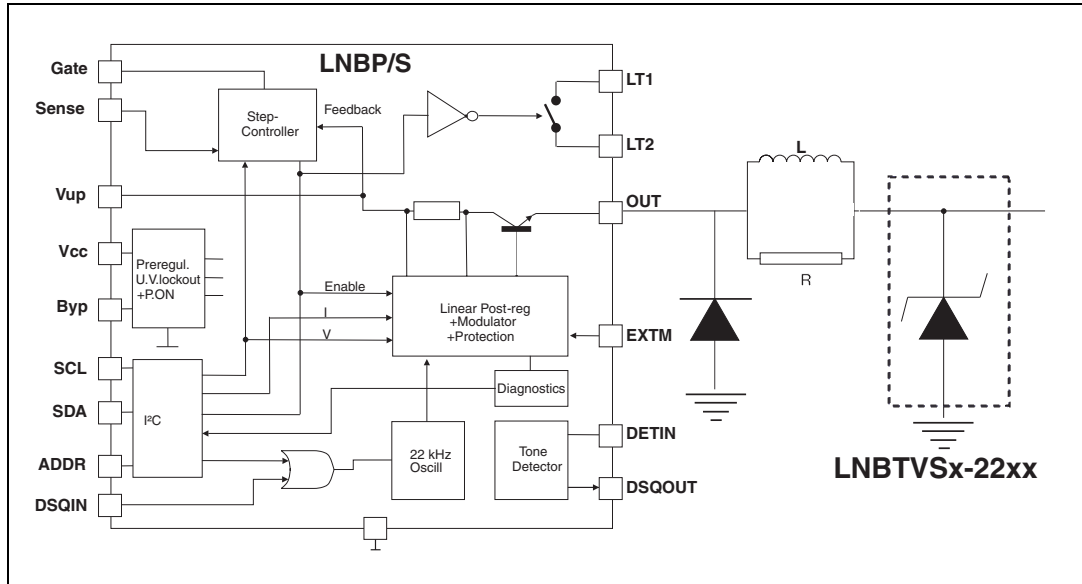 LNBP/S
Gate
Sense
Vup
Vcc
Byp
SCL
SDA
ADDR
DSQIN
Step-
Controller
Feedback
Preregul.
U.V.lockout
+P.ON
Enable
I
V
I²C
Linear Post-reg
+Modulator
+Protection
Diagnostics
22 kHz
Oscill
Tone
Detector
LT1
LT2
OUT
EXTM
DETIN
DSQOUT
L
R
LNBTVSx-22xx